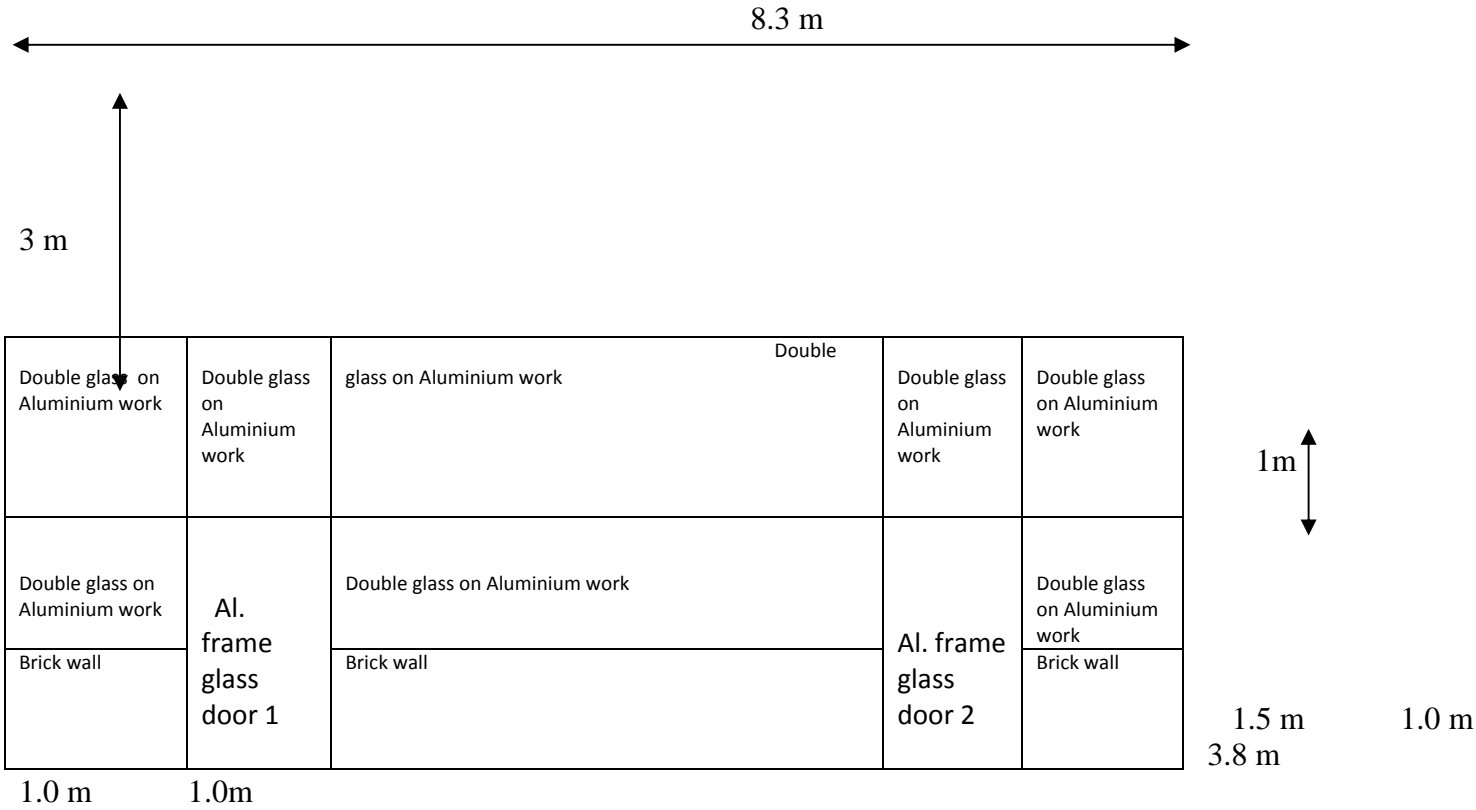 8.3 m
3 m
Double glass on
Aluminium work
Double glass
on
Aluminium
work
Double
glass on Aluminium work
Double glass
on
Aluminium
work
Double glass
on Aluminium
work
1m
Double glass on
Aluminium work
Al.
frame
glass
door 1
Double glass on Aluminium work
Al. frame
glass
door 2
Double glass
on Aluminium
work
Brick wall
Brick wall
Brick wall
1.5 m 1.0 m
3.8 m
1.0 m 1.0m